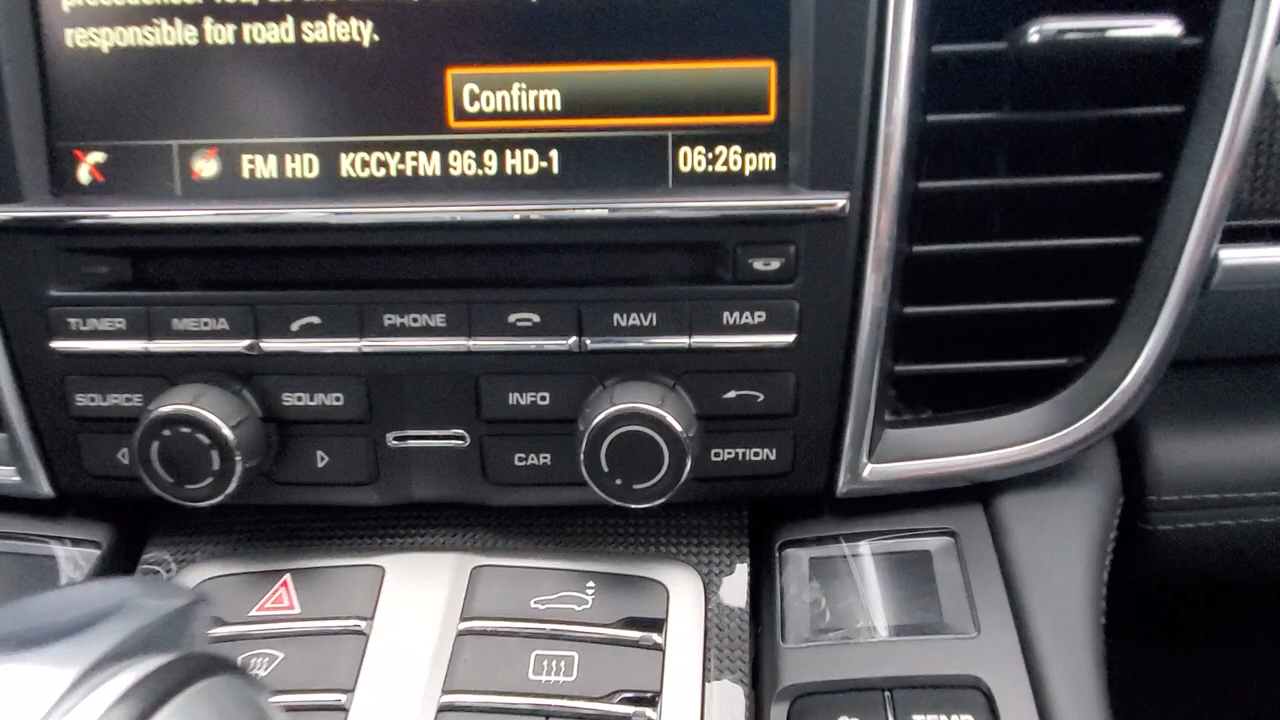 responsible for road safety.
Confirm
FM HD KCCY-FM 96.9 HD-1 06:26pm
TUNER MEDIA PHONE NAVI MAP
SOURCE SOUND INFO
CAR OPTION
TEMP